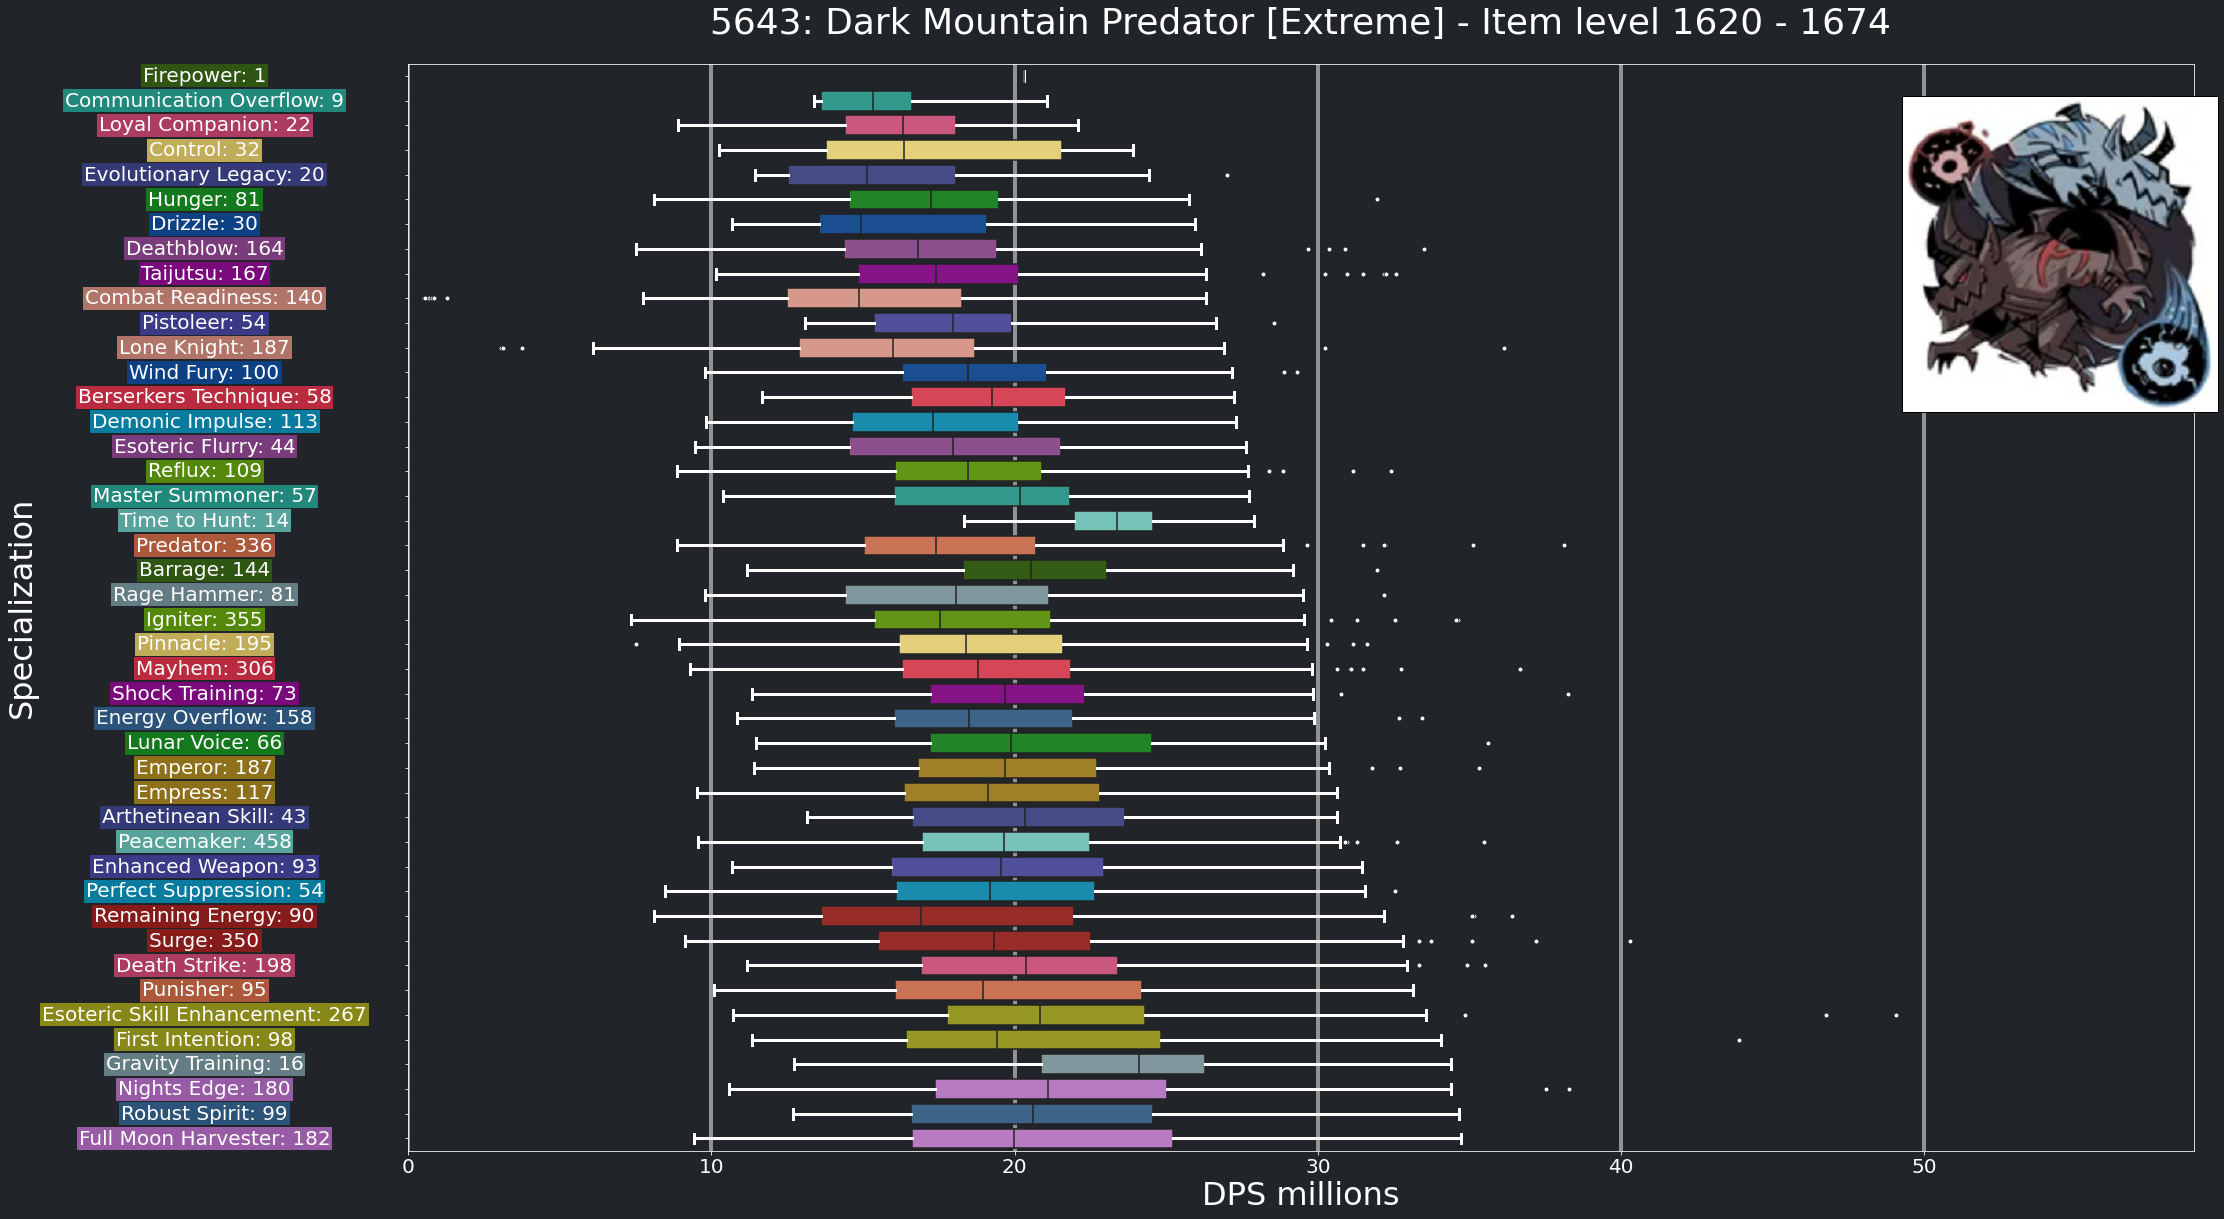 5643: Dark Mountain Predator [Extreme] - Item level 1620 - 1674
Specialization
Firepower: 1
Communication Overflow: 9
Loyal Companion: 22
Control: 32
Evolutionary Legacy: 20
Hunger: 81
Drizzle: 30
Deathblow: 164
Taijutsu: 167
Combat Readiness: 140
Pistoleer: 54
Lone Knight: 187
Wind Fury: 100
Berserkers Technique: 58
Demonic Impulse: 113
Esoteric Flurry: 44
Reflux: 109
Master Summoner: 57
Time to Hunt: 14
Predator: 336
Barrage: 144
Rage Hammer: 81
Igniter: 355
Pinnacle: 195
Mayhem: 306
Shock Training: 73
Energy Overflow: 158
Lunar Voice: 66
Emperor: 187
Empress: 117
Arthetinean Skill: 43
Peacemaker: 458
Enhanced Weapon: 93
Perfect Suppression: 54
Remaining Energy: 90
Surge: 350
Death Strike: 198
Punisher: 95
Esoteric Skill Enhancement: 267
First Intention: 98
Gravity Training: 16
Nights Edge: 180
Robust Spirit: 99
Full Moon Harvester: 182
0 10 20 30 40 50
DPS millions